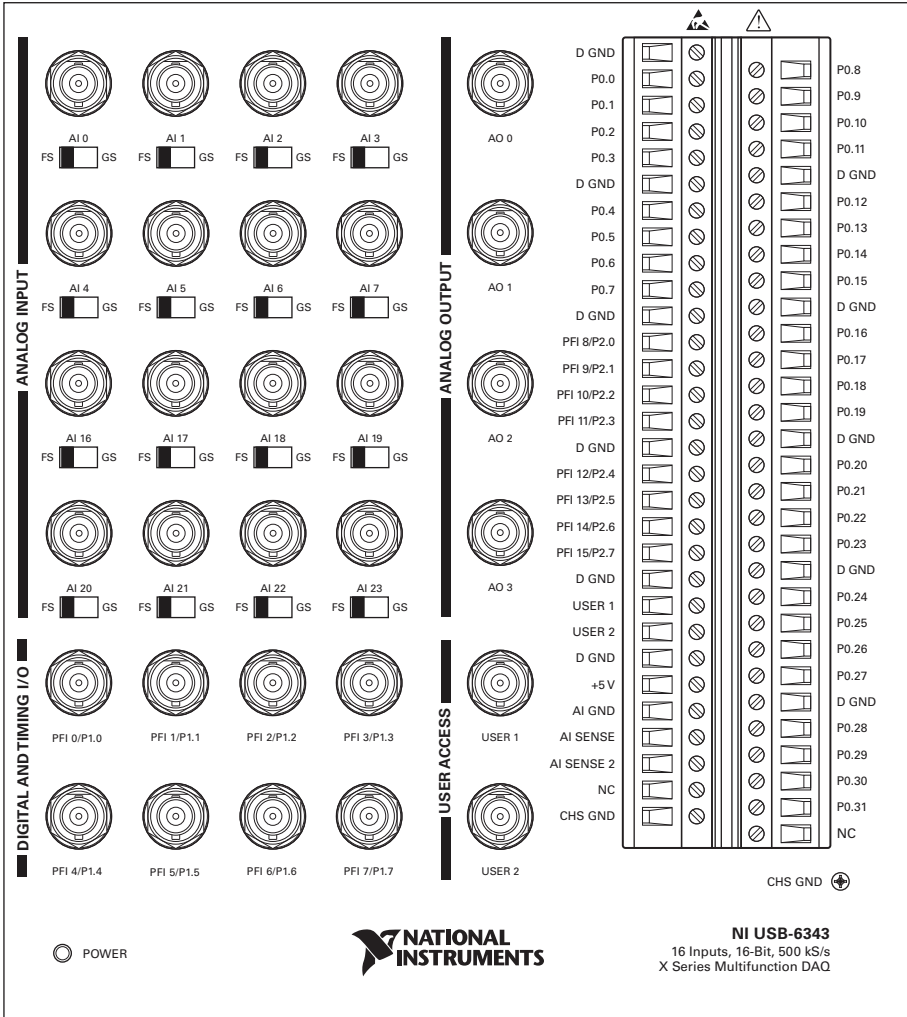 ANALOG INPUT
AI 0 AI 1 AI 2 AI 3
FS GS FS GS FS GS FS GS
AI 4 AI 5 AI 6 AI 7
FS GS FS GS FS GS FS GS
AI 16 AI 17 AI 18 AI 19
FS GS FS GS FS GS FS GS
AI 20 AI 21 AI 22 AI 23
FS GS FS GS FS GS FS GS
DIGITAL AND TIMING I/O
PFI 0/P1.0 PFI 1/P1.1 PFI 2/P1.2 PFI 3/P1.3
PFI 4/P1.4 PFI 5/P1.5 PFI 6/P1.6 PFI 7/P1.7
ANALOG OUTPUT
AO 0
AO 1
AO 2
AO 3
USER ACCESS
USER 1
USER 2
D GND
P0.0
P0.1
P0.2
P0.3
D GND
P0.4
P0.5
P0.6
P0.7
D GND
PFI 8/P2.0
PFI 9/P2.1
PFI 10/P2.2
PFI 11/P2.3
D GND
PFI 12/P2.4
PFI 13/P2.5
PFI 14/P2.6
PFI 15/P2.7
D GND
USER 1
USER 2
D GND
+5 V
AI GND
AI SENSE
AI SENSE 2
NC
CHS GND
P0.8
P0.9
P0.10
P0.11
D GND
P0.12
P0.13
P0.14
P0.15
D GND
P0.16
P0.17
P0.18
P0.19
D GND
P0.20
P0.21
P0.22
P0.23
D GND
P0.24
P0.25
P0.26
P0.27
D GND
P0.28
P0.29
P0.30
P0.31
NC
CHS GND
POWER
NATIONAL
INSTRUMENTS
NI USB-6343
16 Inputs, 16-Bit, 500 kS/s
X Series Multifunction DAQ